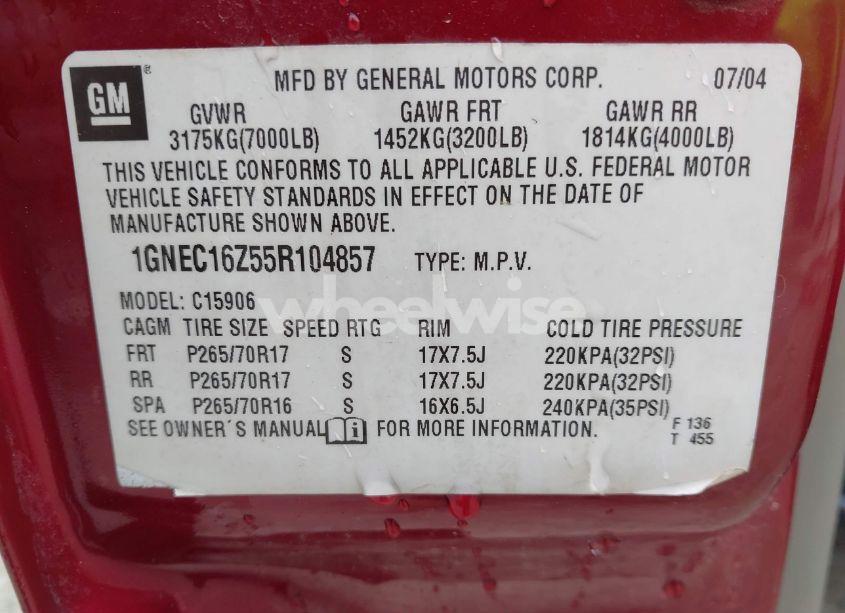 GM ® MFD BY GENERAL MOTORS CORP. 07/04
GVWR GAWR FRT GAWR RR
3175KG(7000LB) 1452KG(3200LB) 1814KG(4000LB)
THIS VEHICLE CONFORMS TO ALL APPLICABLE U.S. FEDERAL MOTOR
VEHICLE SAFETY STANDARDS IN EFFECT ON THE DATE OF
MANUFACTURE SHOWN ABOVE.
1GNEC16Z55R104857 TYPE: M.P.V.
MODEL: C15906
wheelwise
CAGM TIRE SIZE SPEED RTG RIM COLD TIRE PRESSURE
FRT P265/70R17 S 17X7.5J 220KPA(32PSI)
RR P265/70R17 S 17X7.5J 220KPA(32PSI)
SPA P265/70R16 S 16X6.5J 240KPA(35PSI)
SEE OWNER´S MANUAL i FOR MORE INFORMATION. F 136
T 455